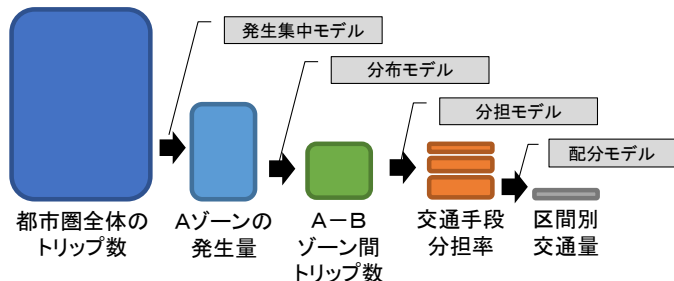 発生集中モデル
分布モデル
分担モデル
配分モデル
都市圏全体の
トリップ数
Aゾーンの
発生量
A－B
ゾーン間
トリップ数
交通手段
分担率
区間別
交通量